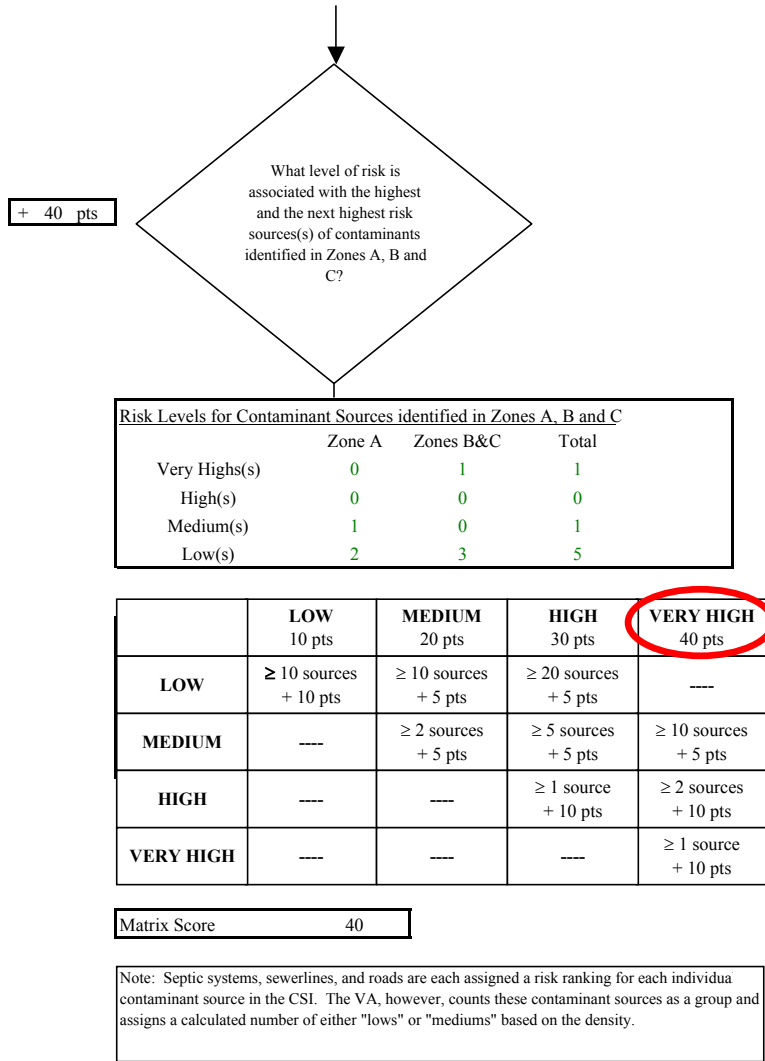 What level of risk is
associated with the highest
and the next highest risk
sources(s) of contaminants
identified in Zones A, B and
C?
+ 40 pts
Risk Levels for Contaminant Sources identified in Zones A, B and C
Zone A Zones B&C Total
Very Highs(s) 0 1 1
High(s) 0 0 0
Medium(s) 1 0 1
Low(s) 2 3 5
LOW MEDIUM HIGH VERY HIGH
10 pts 20 pts 30 pts 40 pts
LOW ≥ 10 sources ≥ 10 sources ≥ 20 sources ----
+ 10 pts + 5 pts + 5 pts
MEDIUM ---- ≥ 2 sources ≥ 5 sources ≥ 10 sources
+ 5 pts + 5 pts + 5 pts
HIGH ---- ---- ≥ 1 source ≥ 2 sources
+ 10 pts + 10 pts
VERY HIGH ---- ---- ---- ≥ 1 source
+ 10 pts
Matrix Score 40
Note: Septic systems, sewerlines, and roads are each assigned a risk ranking for each individua
contaminant source in the CSI. The VA, however, counts these contaminant sources as a group and
assigns a calculated number of either "lows" or "mediums" based on the density.